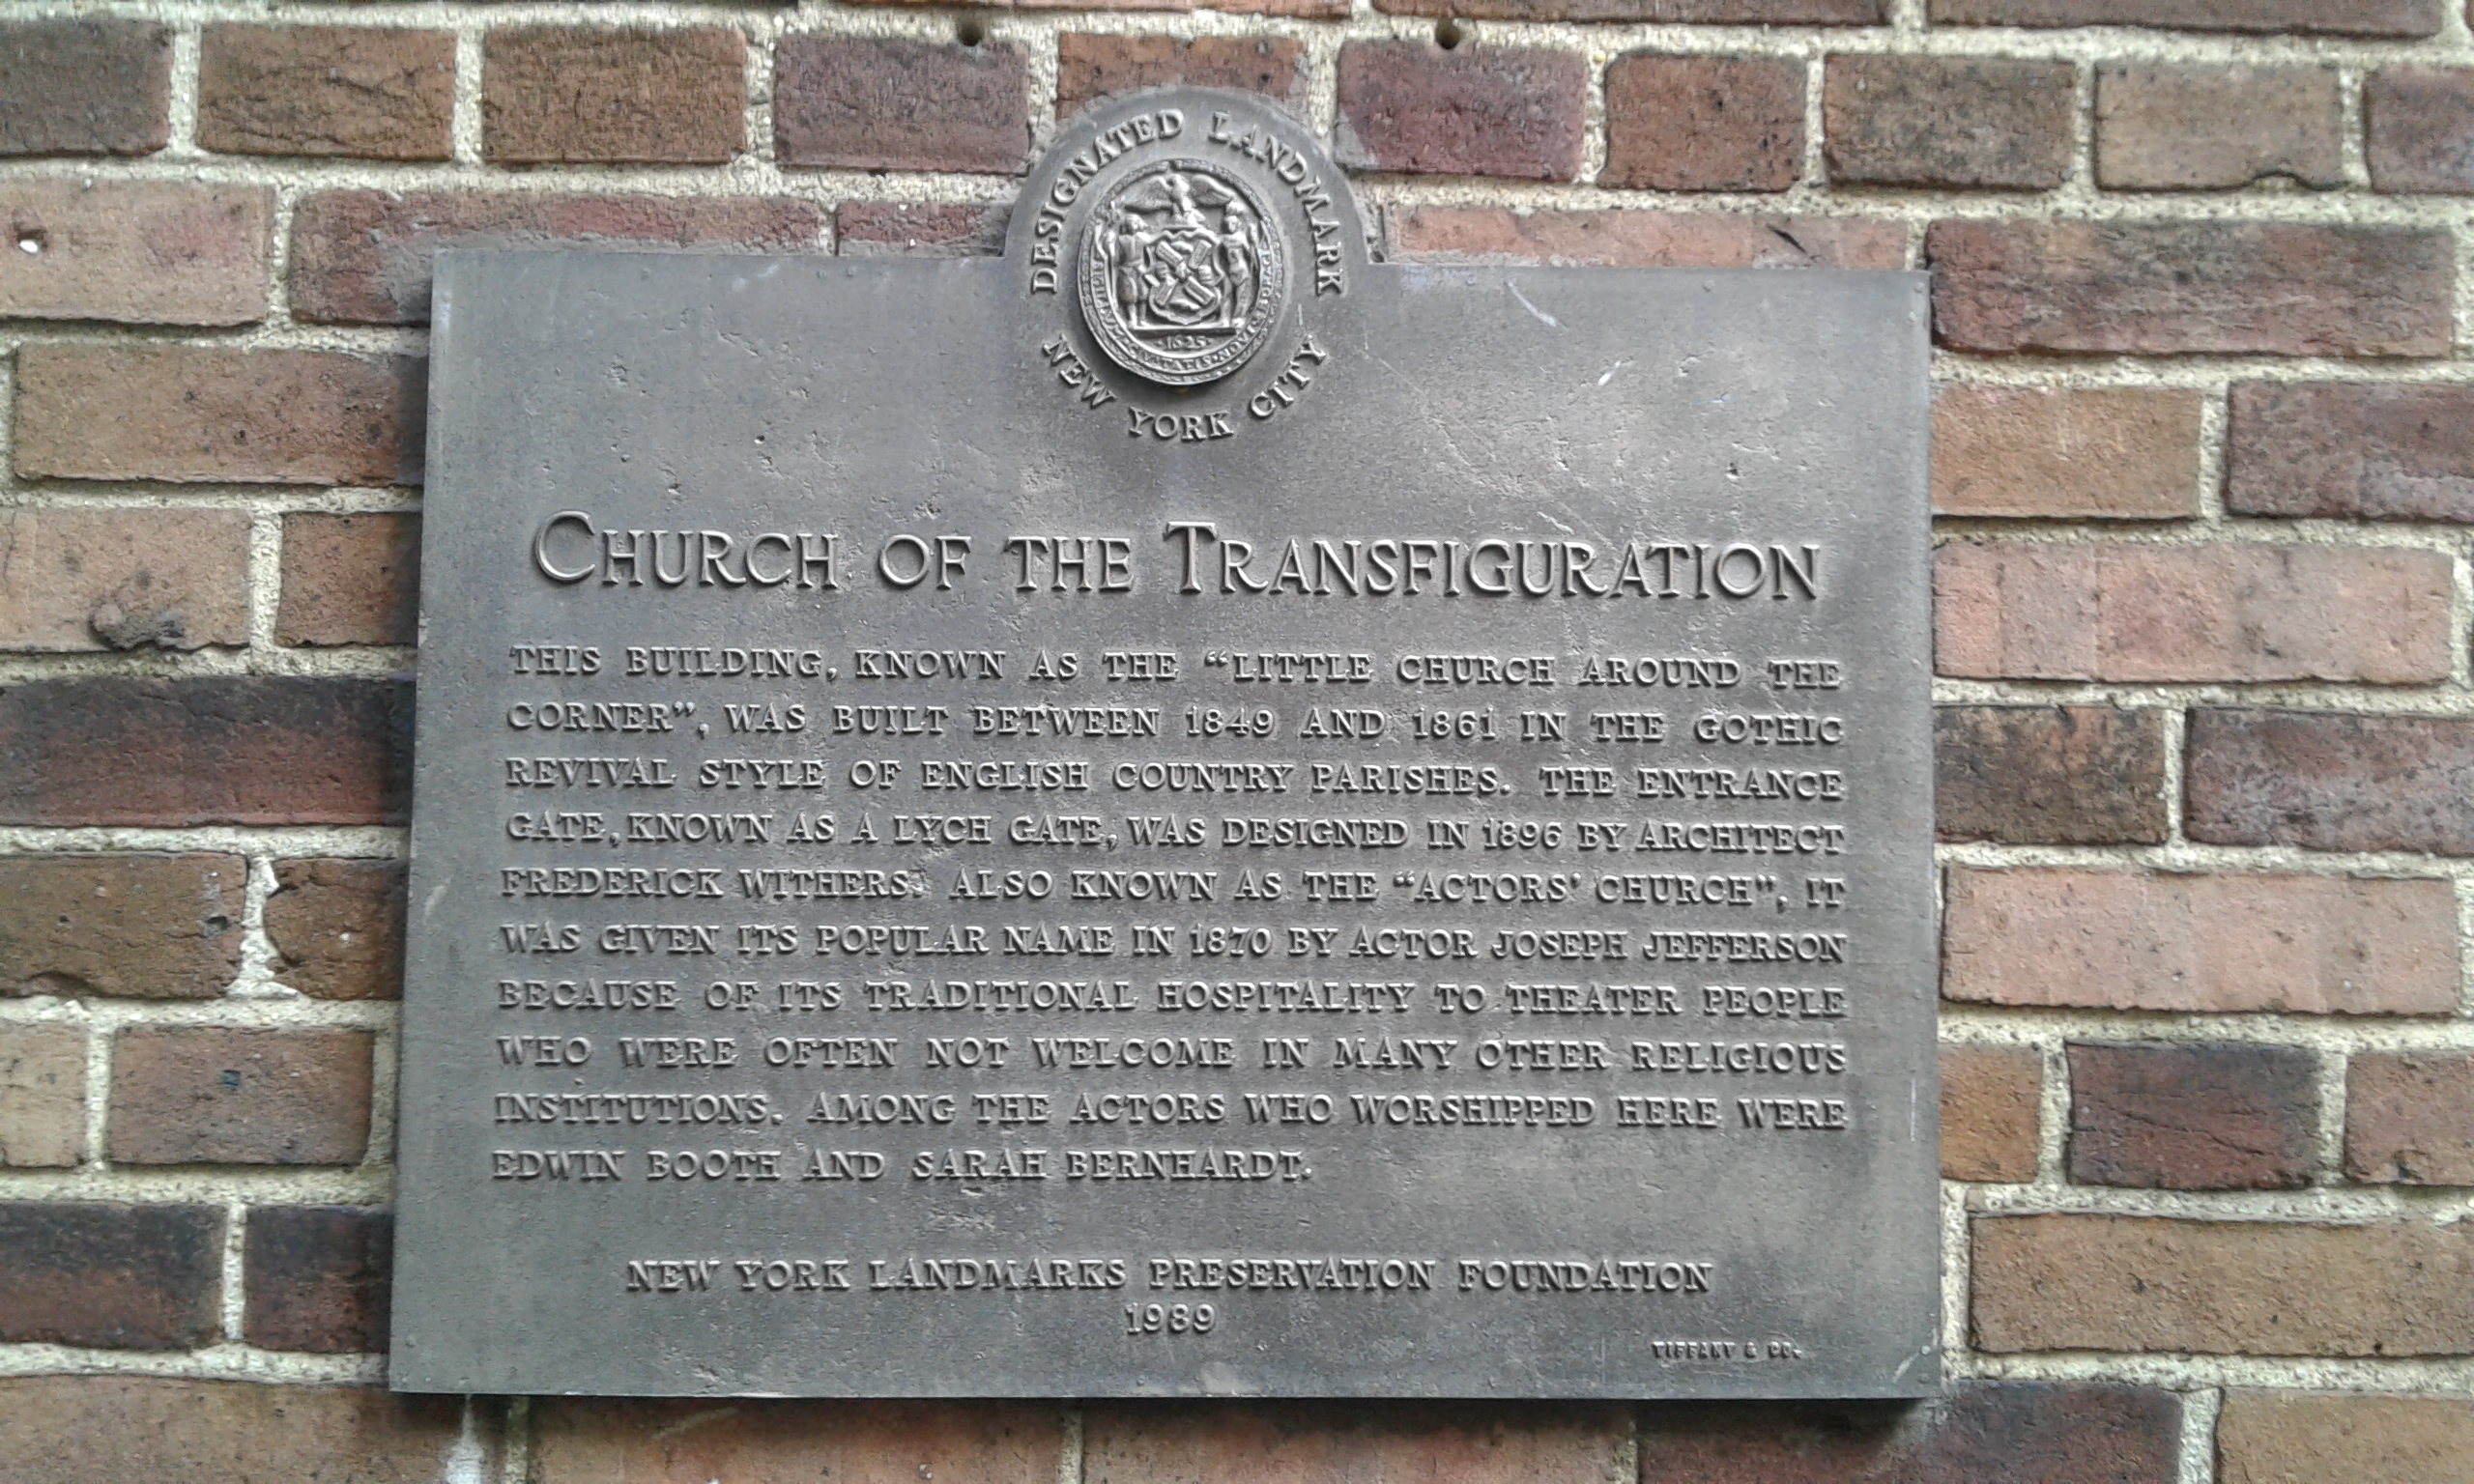 DESIGNATED LANDMARK
1625
NEW YORK CITY
CHURCH OF THE TRANSFIGURATION
THIS BUILDING, KNOWN AS THE “LITTLE CHURCH AROUND THE
CORNER”, WAS BUILT BETWEEN 1849 AND 1861 IN THE GOTHIC
REVIVAL STYLE OF ENGLISH COUNTRY PARISHES. THE ENTRANCE
GATE, KNOWN AS A LYCH GATE, WAS DESIGNED IN 1896 BY ARCHITECT
FREDERICK WITHERS. ALSO KNOWN AS THE “ACTORS’ CHURCH”, IT
WAS GIVEN ITS POPULAR NAME IN 1870 BY ACTOR JOSEPH JEFFERSON
BECAUSE OF ITS TRADITIONAL HOSPITALITY TO THEATER PEOPLE
WHO WERE OFTEN NOT WELCOME IN MANY OTHER RELIGIOUS
INSTITUTIONS. AMONG THE ACTORS WHO WORSHIPPED HERE WERE
EDWIN BOOTH AND SARAH BERNHARDT.
NEW YORK LANDMARKS PRESERVATION FOUNDATION
1989
TIFFANY & CO.